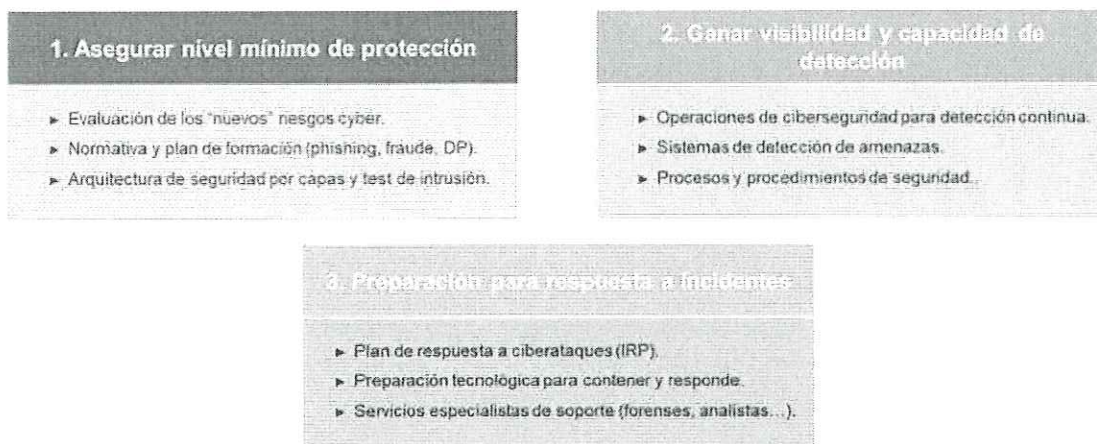 1. Asegurar nivel mínimo de protección
► Evaluación de los "nuevos" riesgos cyber.
► Normativa y plan de formación (phishing, fraude, DP).
► Arquitectura de seguridad por capas y test de intrusión.
2. Ganar visibilidad y capacidad de
detección
► Operaciones de ciberseguridad para detección continua.
► Sistemas de detección de amenazas.
► Procesos y procedimientos de seguridad.
3. Preparación para respuesta a incidentes
► Plan de respuesta a ciberataques (IRP).
► Preparación tecnológica para contener y responde.
► Servicios especialistas de soporte (forenses, analistas...).